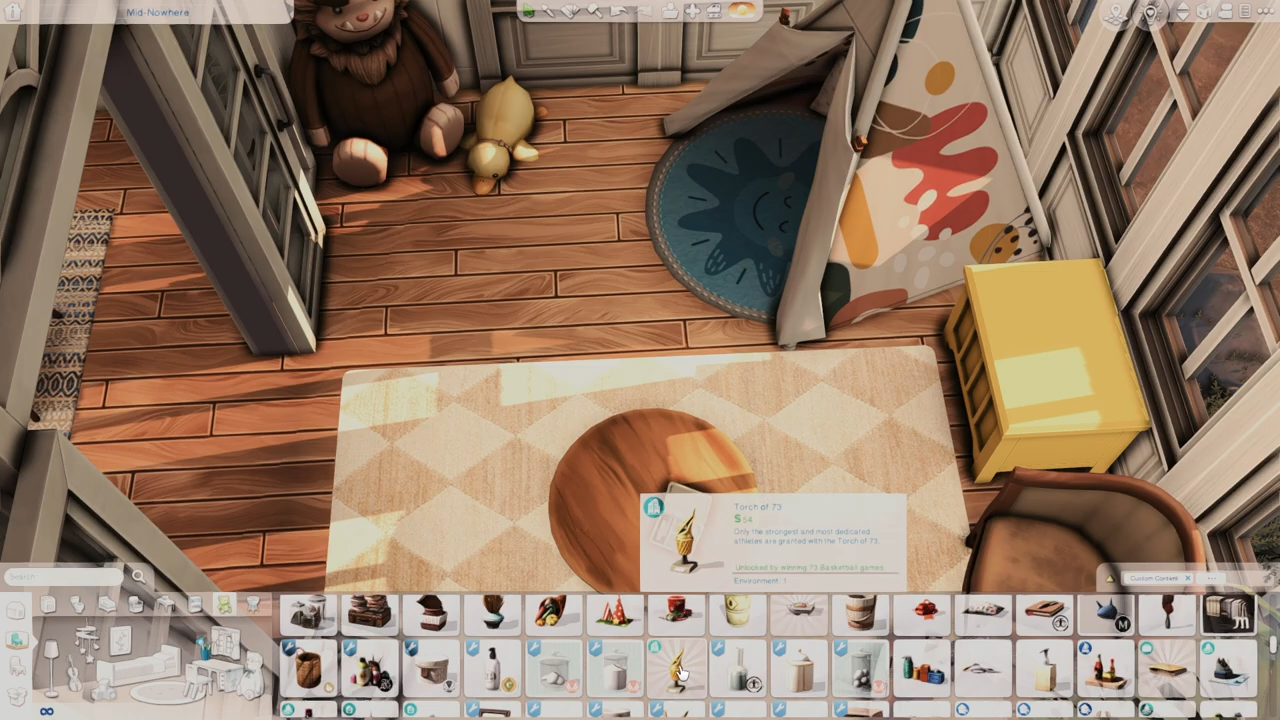 Mid-Nowhere
Torch of 73
$54
Only the strongest and most dedicated
athletes are granted with the Torch of 73.
Unlocked by winning 73 Basketball games.
Environment: 1
Search
Custom Content
M